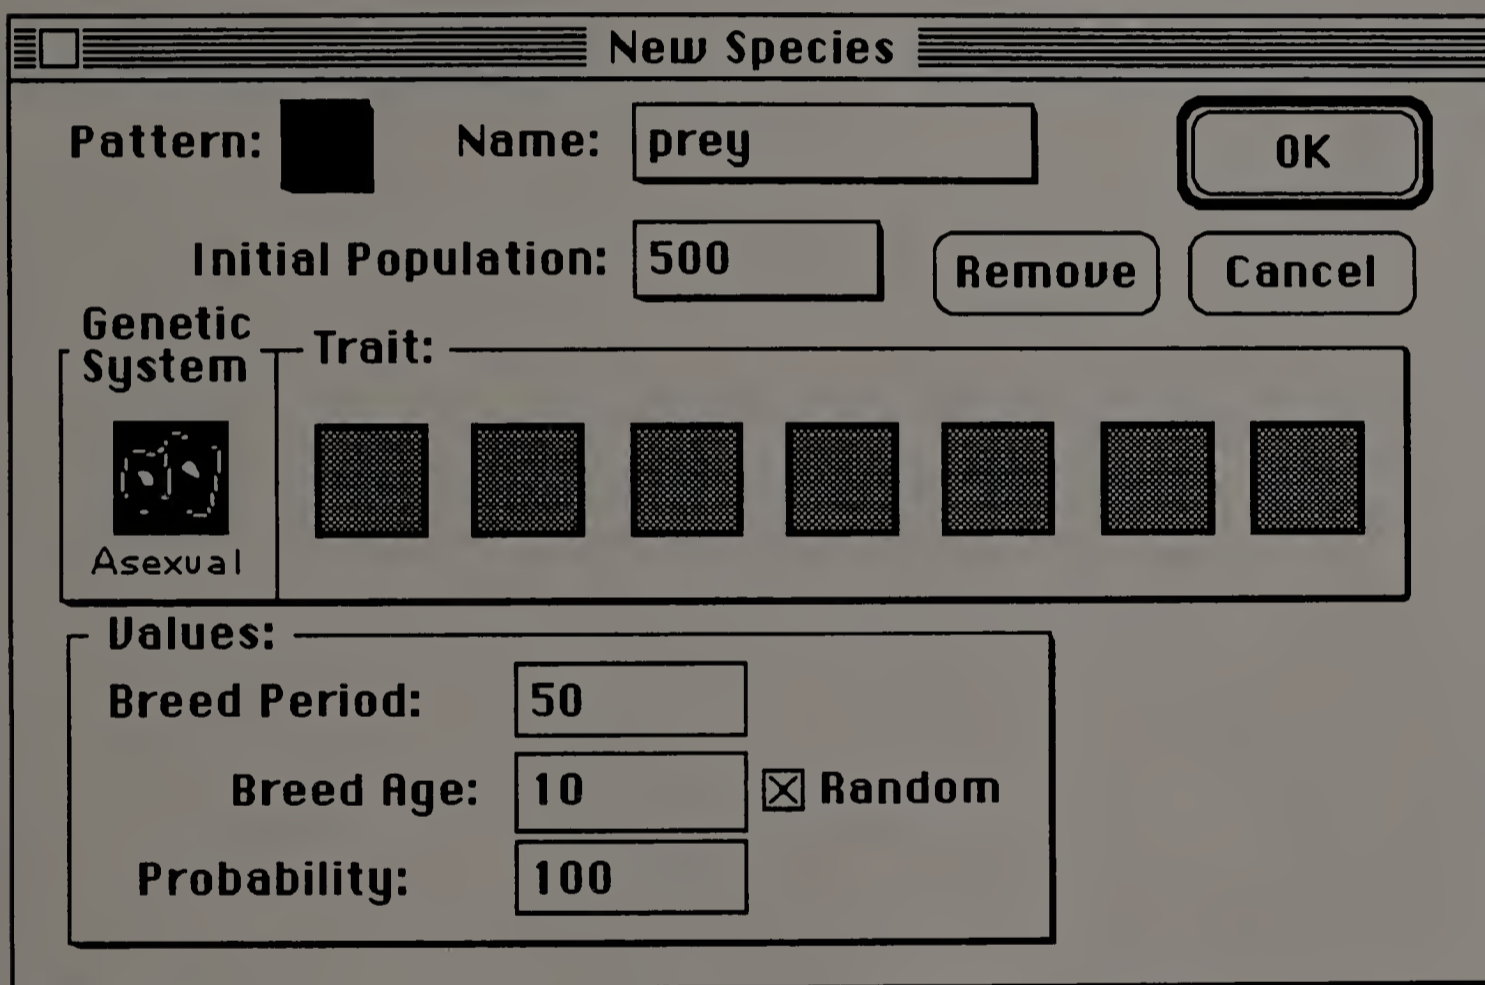 New Species
Pattern: Name: prey OK
Initial Population: 500 Remove Cancel
Genetic System Trait:
Asexual
Values:
Breed Period: 50
Breed Age: 10 Random
Probability: 100